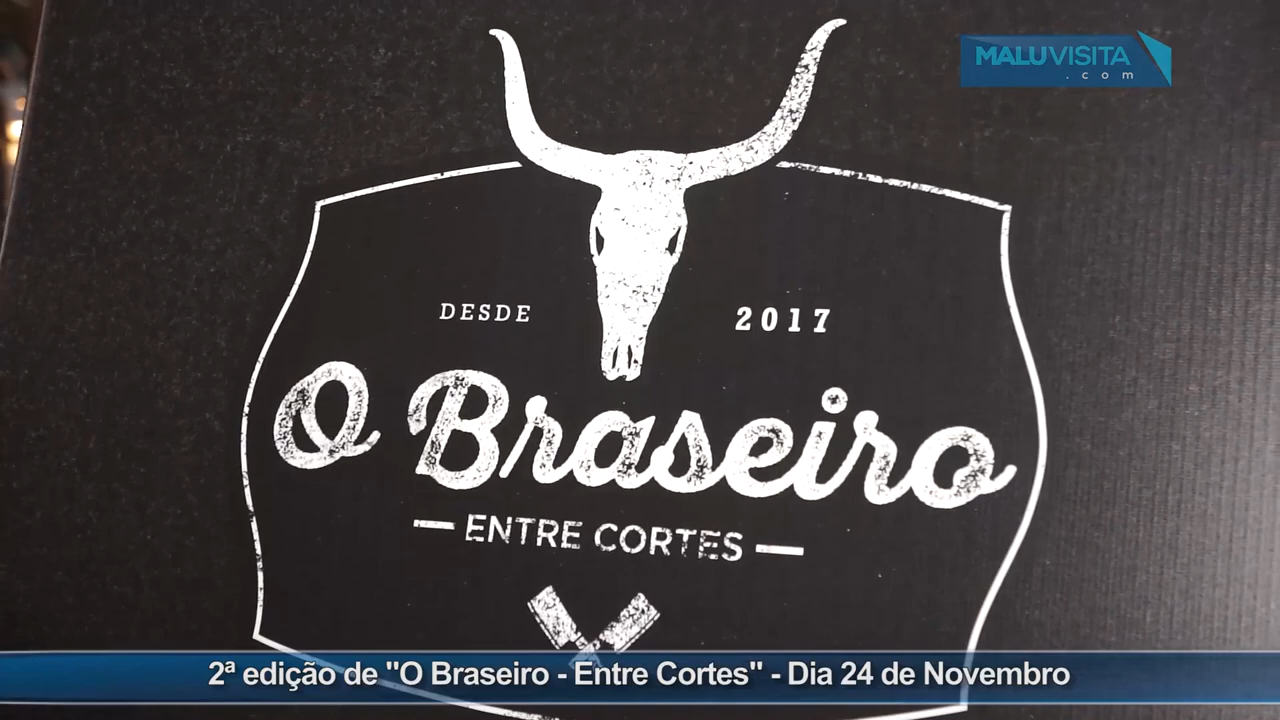 MALUVISITA
.com
DESDE 2017
O Braseiro
ENTRE CORTES
2ª edição de "O Braseiro - Entre Cortes" - Dia 24 de Novembro